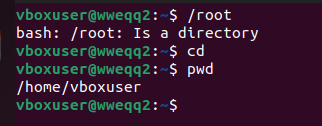 vboxuser@wweqq2:~$ /root
bash: /root: Is a directory
vboxuser@wweqq2:~$ cd
vboxuser@wweqq2:~$ pwd
/home/vboxuser
vboxuser@wweqq2:~$